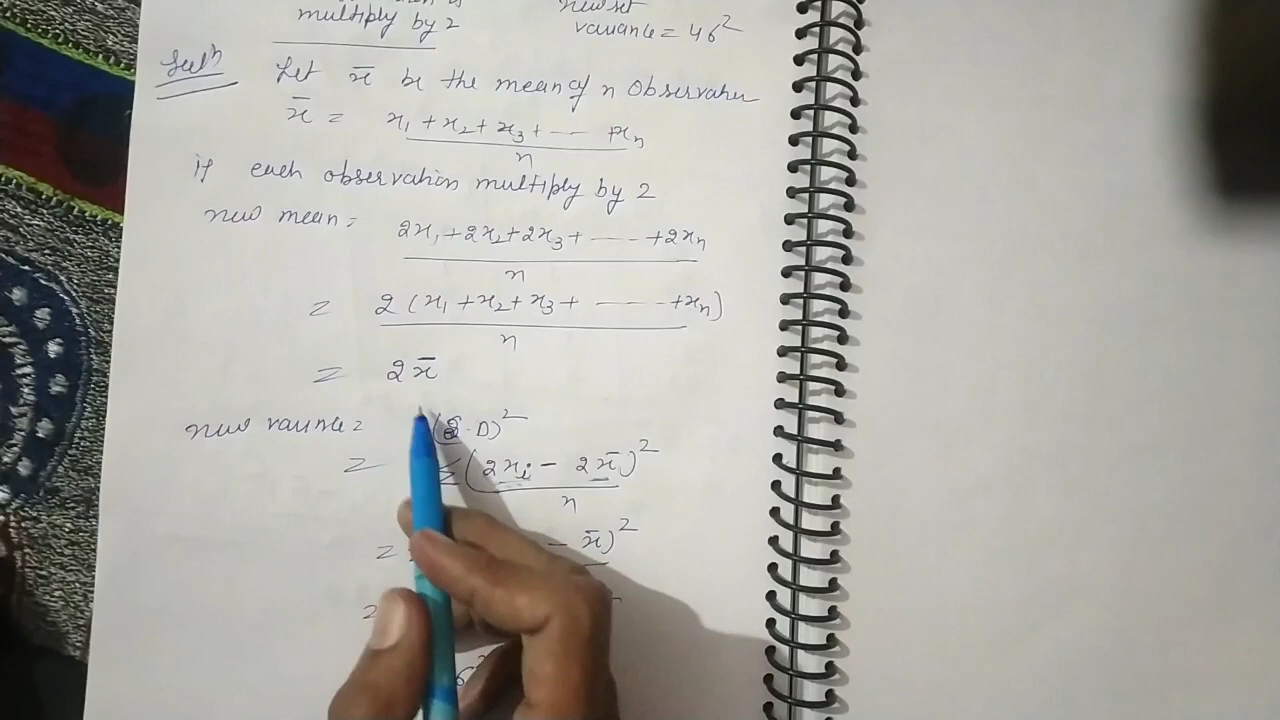 multiply by 2
new set
variance = 4σ²
Sol^n
Let x̄ be the mean of n observation
x̄ = x₁ + x₂ + x₃ + --- + xₙ
n
if each observation multiply by 2
new mean =
2x₁ + 2x₂ + 2x₃ + --- + 2xₙ
n
= 2 (x₁ + x₂ + x₃ + --- + xₙ)
n
= 2x̄
new variance = (S.D)²
= Σ(2xᵢ - 2x̄)²
n
= - x̄)²
=
σ²